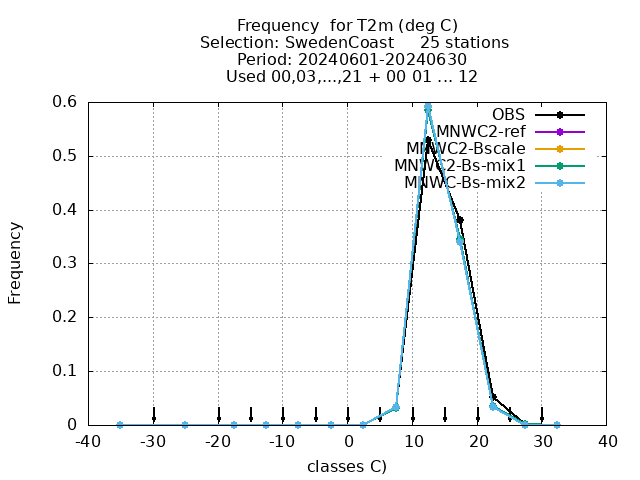 Frequency  for T2m (deg C)
Selection: SwedenCoast     25 stations
Period: 20240601-20240630
Used 00,03,...,21 + 00 01 ... 12
OBS
MNWC2-ref
MNWC2-Bscale
MNWC2-Bs-mix1
MNWC-Bs-mix2
Frequency
0.6
0.5
0.4
0.3
0.2
0.1
0
-40 -30 -20 -10 0 10 20 30 40
classes C)